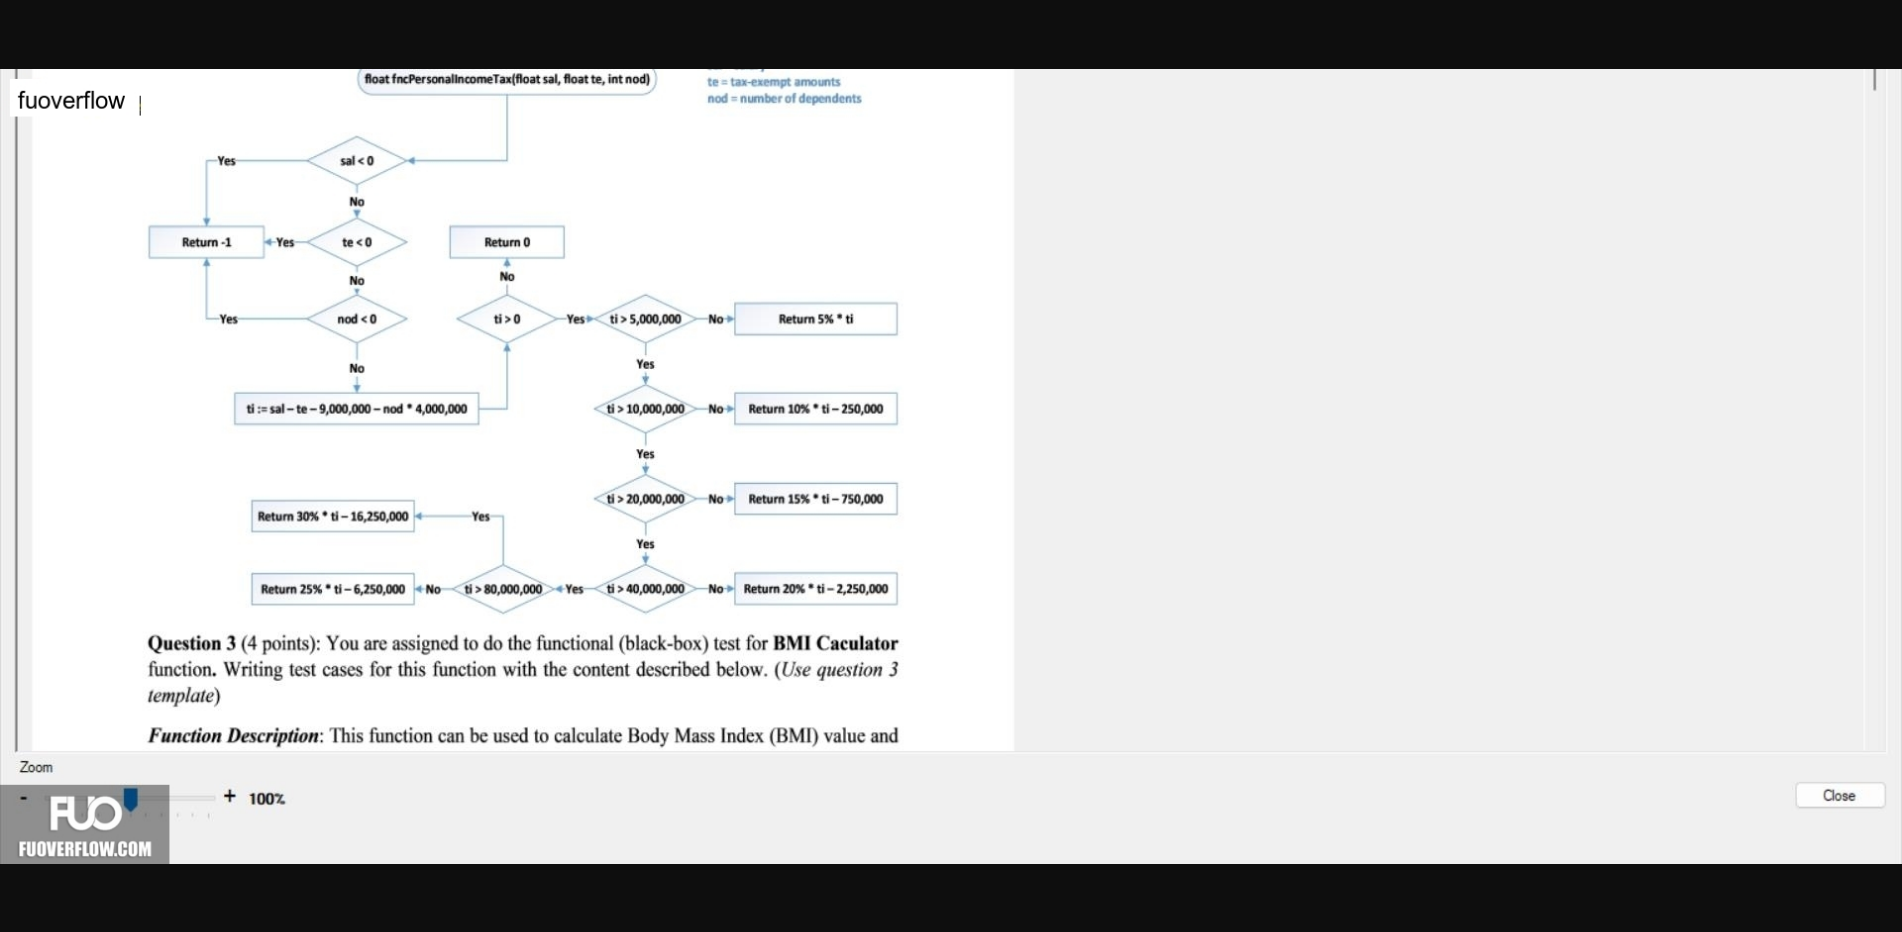 float fncPersonalIncomeTax(float sal, float te, int nod)
te = tax-exempt amounts
nod = number of dependents
fuoverflow
Yes
sal < 0
No
Return -1
Yes
te < 0
Return 0
No
No
Yes
nod < 0
ti > 0
Yes
ti > 5,000,000
No
Return 5% * ti
No
Yes
ti := sal – te – 9,000,000 – nod * 4,000,000
ti > 10,000,000
No
Return 10% * ti – 250,000
Yes
ti > 20,000,000
No
Return 15% * ti – 750,000
Return 30% * ti – 16,250,000
Yes
Yes
Return 25% * ti – 6,250,000
No
ti > 80,000,000
Yes
ti > 40,000,000
No
Return 20% * ti – 2,250,000
Question 3 (4 points): You are assigned to do the functional (black-box) test for BMI Caculator
function. Writing test cases for this function with the content described below. (Use question 3
template)
Function Description: This function can be used to calculate Body Mass Index (BMI) value and
Zoom
- + 100%
Close
FUO
FUOVERFLOW.COM